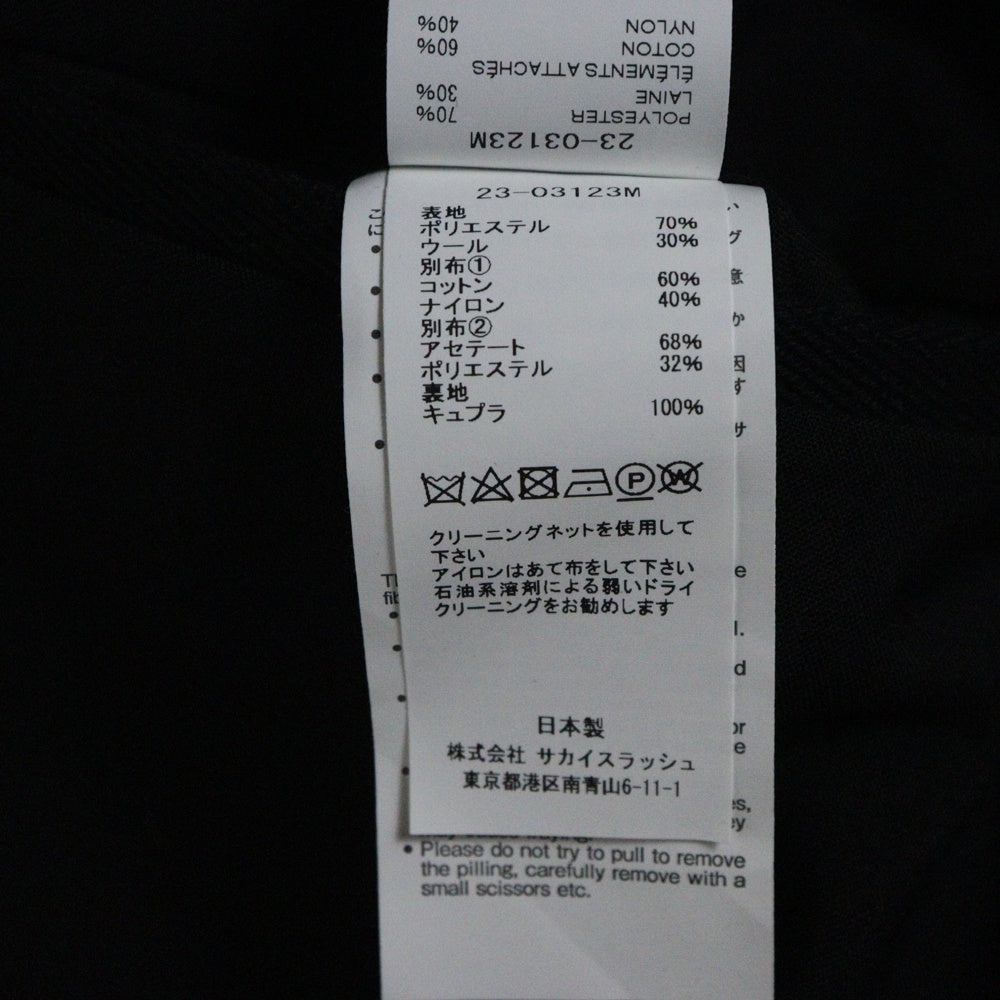 NYLON 40%
COTON 60%
ÉLÉMENTS ATTACHÉS
LAINE 30%
POLYESTER 70%
23-03123M
23-03123M
表地
ポリエステル 70%
ウール 30%
別布①
コットン 60%
ナイロン 40%
別布②
アセテート 68%
ポリエステル 32%
裏地
キュプラ 100%
P W
クリーニングネットを使用して
下さい
アイロンはあて布をして下さい
石油系溶剤による弱いドライ
クリーニングをお勧めします
日本製
株式会社 サカイスラッシュ
東京都港区南青山6-11-1
• Please do not try to pull to remove
the pilling, carefully remove with a
small scissors etc.